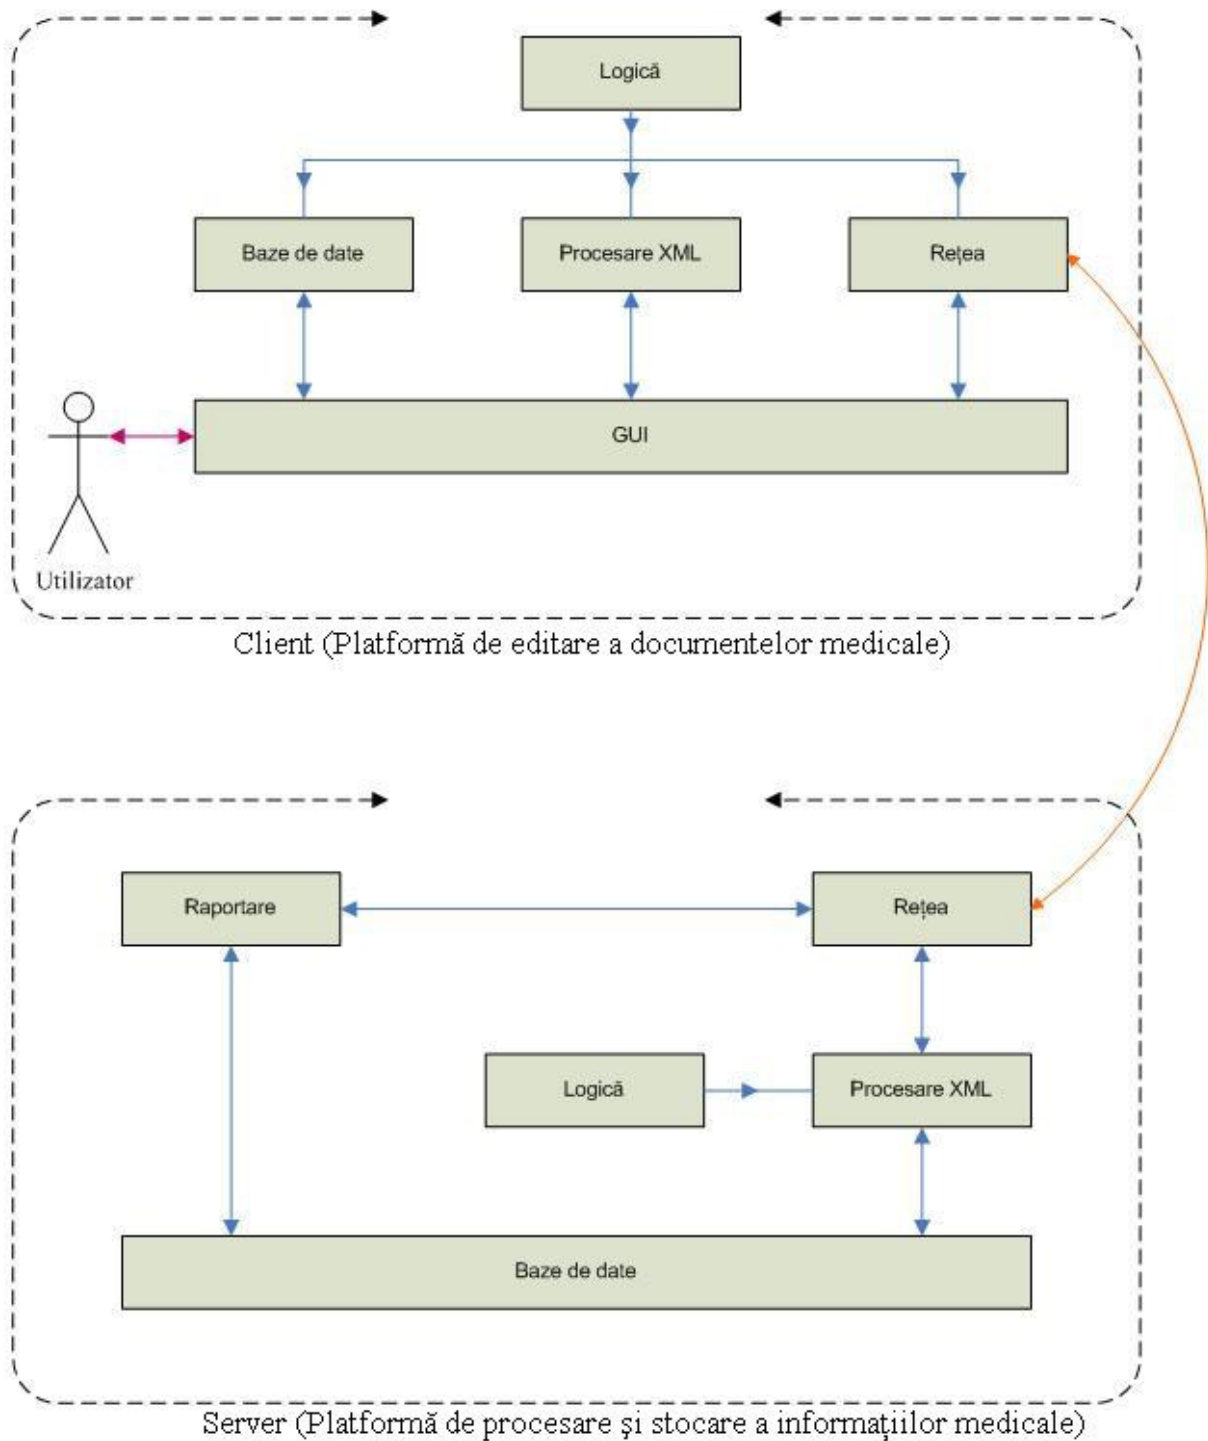 Logică
Baze de date
Procesare XML
Rețea
GUI
Utilizator
Client (Platformă de editare a documentelor medicale)
Raportare
Rețea
Logică
Procesare XML
Baze de date
Server (Platformă de procesare şi stocare a informațiilor medicale)